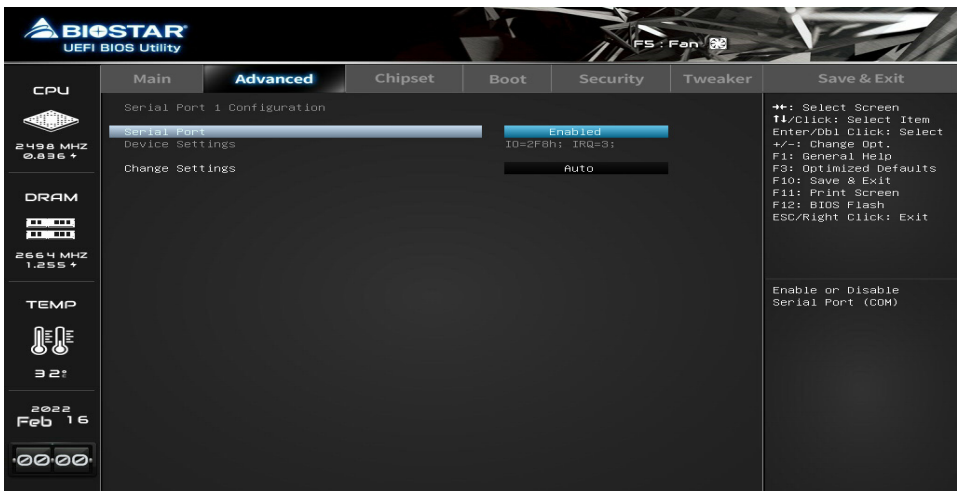 BIOSTAR®
UEFI BIOS Utility
F5 : Fan
Main Advanced Chipset Boot Security Tweaker Save & Exit
CPU
2498 MHZ
0.836
DRAM
2664 MHZ
1.255
TEMP
32°
2022
Feb 16
00:00
Serial Port 1 Configuration
Serial Port Enabled
Device Settings IO=2F8h; IRQ=3;
Change Settings Auto
→←: Select Screen
↑↓/Click: Select Item
Enter/Dbl Click: Select
+/-: Change Opt.
F1: General Help
F3: Optimized Defaults
F10: Save & Exit
F11: Print Screen
F12: BIOS Flash
ESC/Right Click: Exit
Enable or Disable
Serial Port (COM)